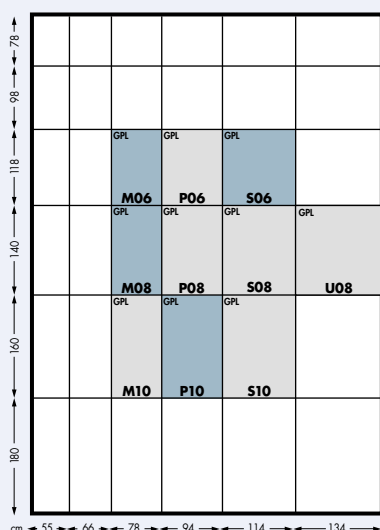 78
98
118
GPL GPL GPL
M06 P06 S06
140
GPL GPL GPL GPL
M08 P08 S08 U08
160
GPL GPL GPL
M10 P10 S10
180
cm 55 66 78 94 114 134